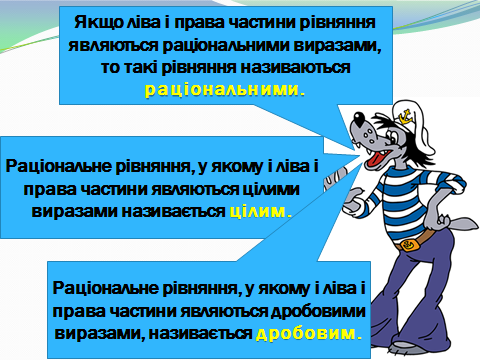 Якщо ліва і права частини рівняння
являються раціональними виразами,
то такі рівняння називаються
раціональними.
Раціональне рівняння, у якому і ліва і
права частини являються цілими
виразами називається цілим.
Раціональне рівняння, у якому і ліва і
права частини являються дробовими
виразами, називається дробовим.